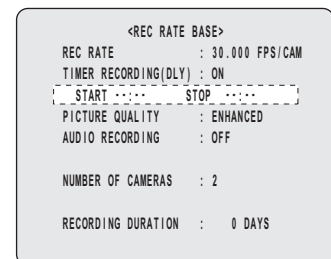 <REC RATE BASE>
REC RATE : 30.000 FPS/CAM
TIMER RECORDING(DLY) : ON
START --:-- STOP --:--
PICTURE QUALITY : ENHANCED
AUDIO RECORDING : OFF
NUMBER OF CAMERAS : 2
RECORDING DURATION : 0 DAYS